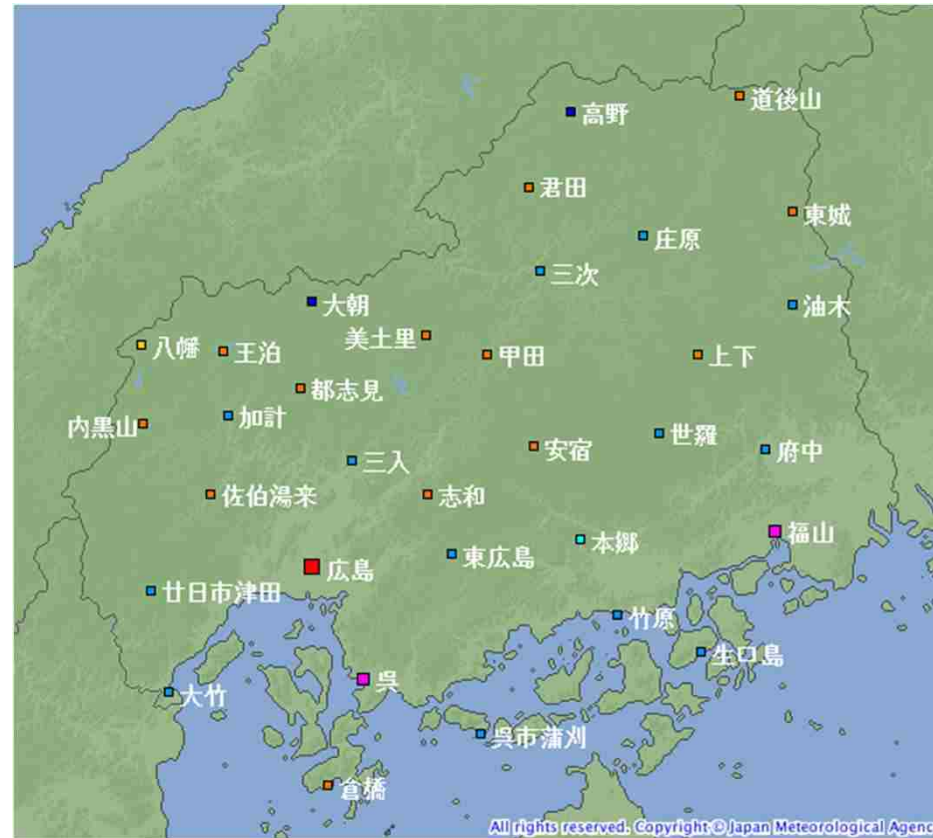 道後山
高野
君田
東城
庄原
三次
大朝
油木
美土里
八幡
王泊
甲田
上下
都志見
加計
内黒山
世羅
安宿
府中
三入
佐伯湯来
志和
福山
本郷
東広島
広島
廿日市津田
竹原
生口島
呉
大竹
呉市蒲刈
倉橋
All rights reserved. Copyright © Japan Meteorological Agenc